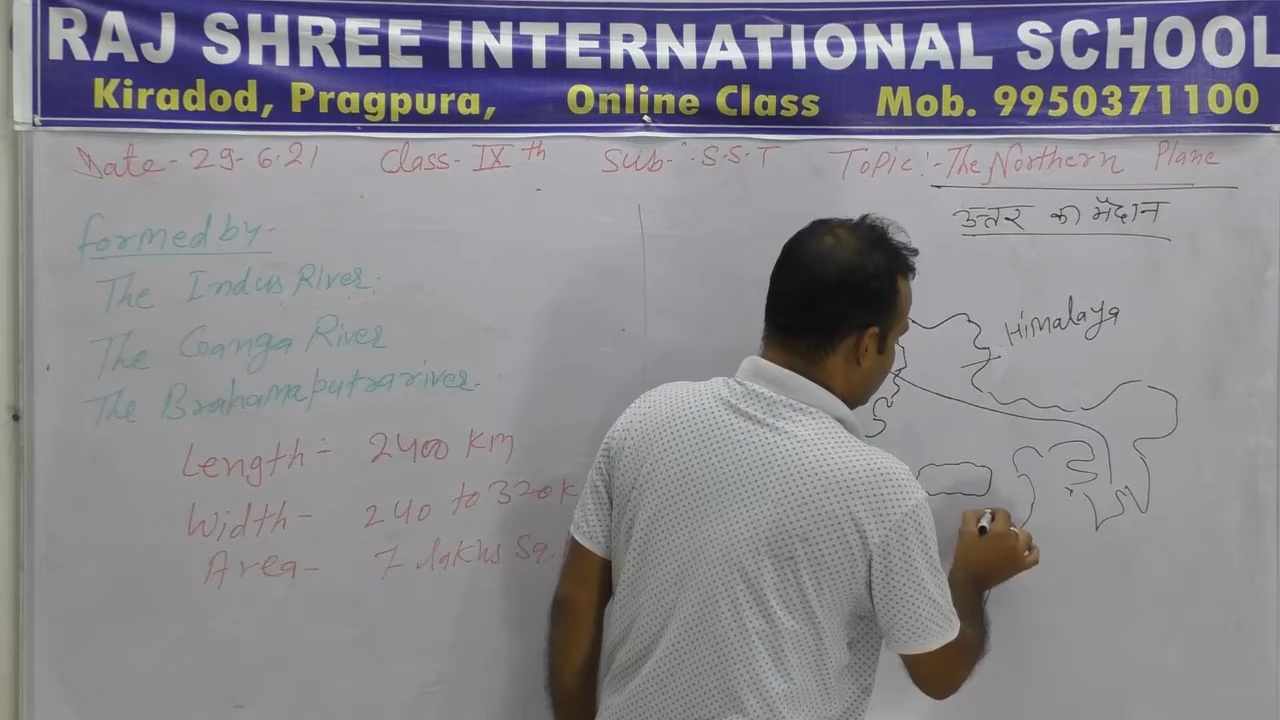 RAJ SHREE INTERNATIONAL SCHOOL
Kiradod, Pragpura, Online Class Mob. 9950371100
Date- 29-6-21 Class- IXth Sub- S.S.T Topic:- The Northern Plane
उत्तर का मैदान
formed by-
The Indus River.
The Ganga River
The Brahamaputra river.
Length:- 2400 KM
Width- 240 to 320 K
Area- 7 lakhs Sq
Himalaya